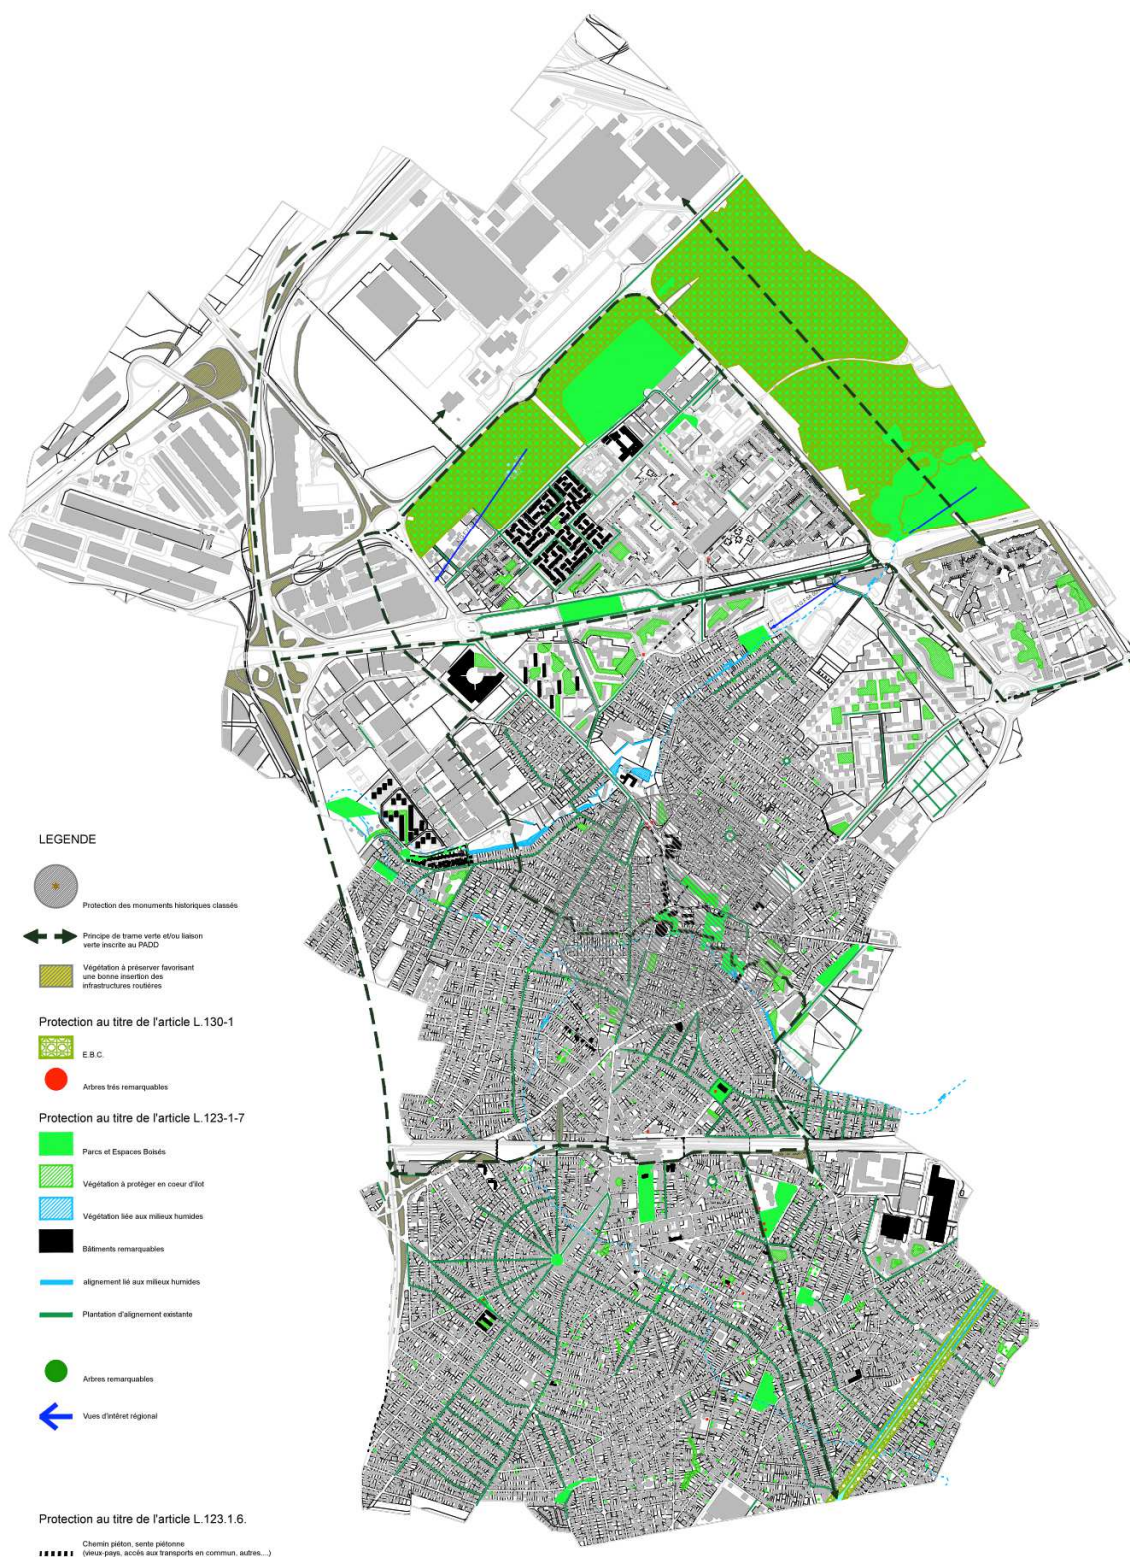 LEGENDE
Protection des monuments historiques classés
Principe de trame verte et/ou liaison
verte inscrite au PADD
Végétation à préserver favorisant
une bonne insertion des
infrastructures routières
Protection au titre de l'article L.130-1
E.B.C.
Arbres très remarquables
Protection au titre de l'article L.123-1-7
Parcs et Espaces Boisés
Végétation à protéger en coeur d'îlot
Végétation liée aux milieux humides
Bâtiments remarquables
alignement lié aux milieux humides
Plantation d'alignement existante
Arbres remarquables
Vues d'intéret régional
Protection au titre de l'article L.123.1.6.
Chemin piéton, sente piétonne
(vieux-pays, accés aux transports en commun, autres....)